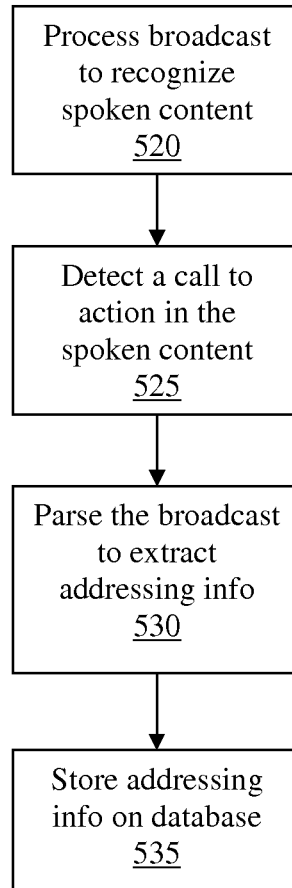 Process broadcast
to recognize
spoken content
520
Detect a call to
action in the
spoken content
525
Parse the broadcast
to extract
addressing info
530
Store addressing
info on database
535